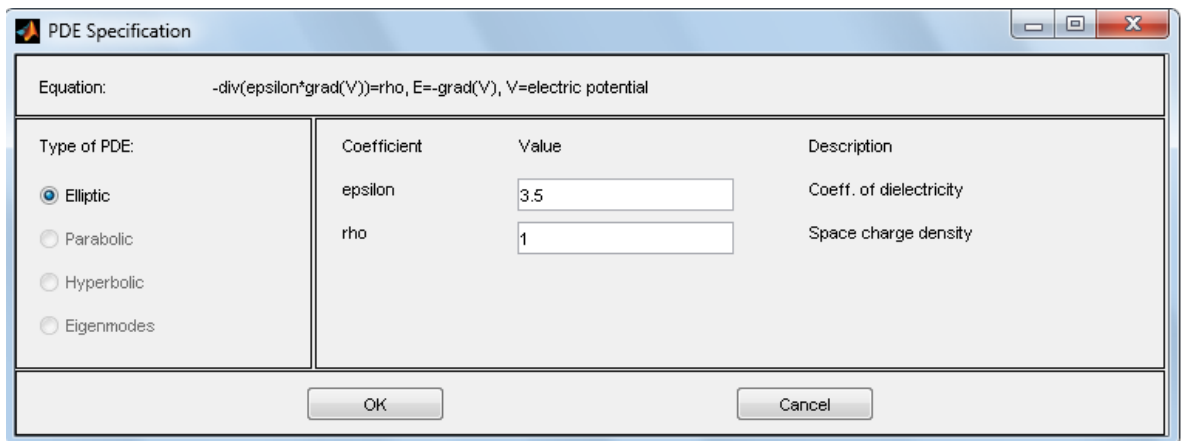 PDE Specification
Equation: -div(epsilon*grad(V))=rho, E=-grad(V), V=electric potential
Type of PDE:
Elliptic
Parabolic
Hyperbolic
Eigenmodes
Coefficient Value Description
epsilon 3.5 Coeff. of dielectricity
rho 1 Space charge density
OK Cancel